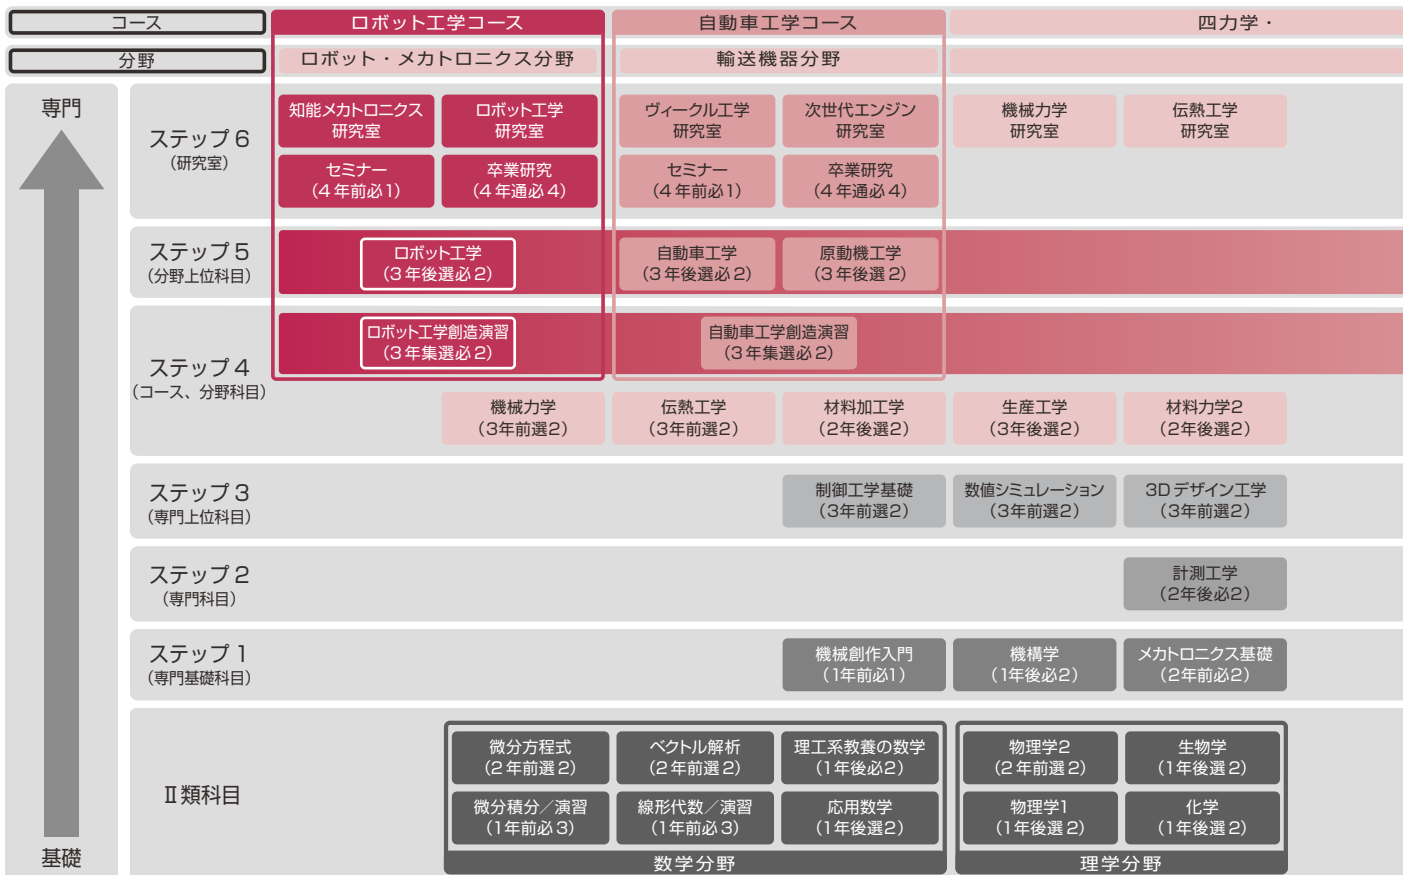 コース
ロボット工学コース
自動車工学コース
四力学・
分野
ロボット・メカトロニクス分野
輸送機器分野
専門
基礎
ステップ6
(研究室)
知能メカトロニクス
研究室
ロボット工学
研究室
ヴィークル工学
研究室
次世代エンジン
研究室
機械力学
研究室
伝熱工学
研究室
セミナー
(4年前必1)
卒業研究
(4年通必4)
セミナー
(4年前必1)
卒業研究
(4年通必4)
ステップ5
(分野上位科目)
ロボット工学
(3年後選必2)
自動車工学
(3年後選必2)
原動機工学
(3年後選2)
ステップ4
(コース、分野科目)
ロボット工学創造演習
(3年集選必2)
自動車工学創造演習
(3年集選必2)
機械力学
(3年前選2)
伝熱工学
(3年前選2)
材料加工学
(2年後選2)
生産工学
(3年後選2)
材料力学2
(2年後選2)
ステップ3
(専門上位科目)
制御工学基礎
(3年前選2)
数値シミュレーション
(3年前選2)
3Dデザイン工学
(3年前選2)
ステップ2
(専門科目)
計測工学
(2年後必2)
ステップ1
(専門基礎科目)
機械創作入門
(1年前必1)
機構学
(1年後必2)
メカトロニクス基礎
(2年前必2)
Ⅱ類科目
微分方程式
(2年前選2)
ベクトル解析
(2年前選2)
理工系教養の数学
(1年後必2)
物理学2
(2年前選2)
生物学
(1年後選2)
微分積分/演習
(1年前必3)
線形代数/演習
(1年前必3)
応用数学
(1年後選2)
物理学1
(1年後選2)
化学
(1年後選2)
数学分野
理学分野